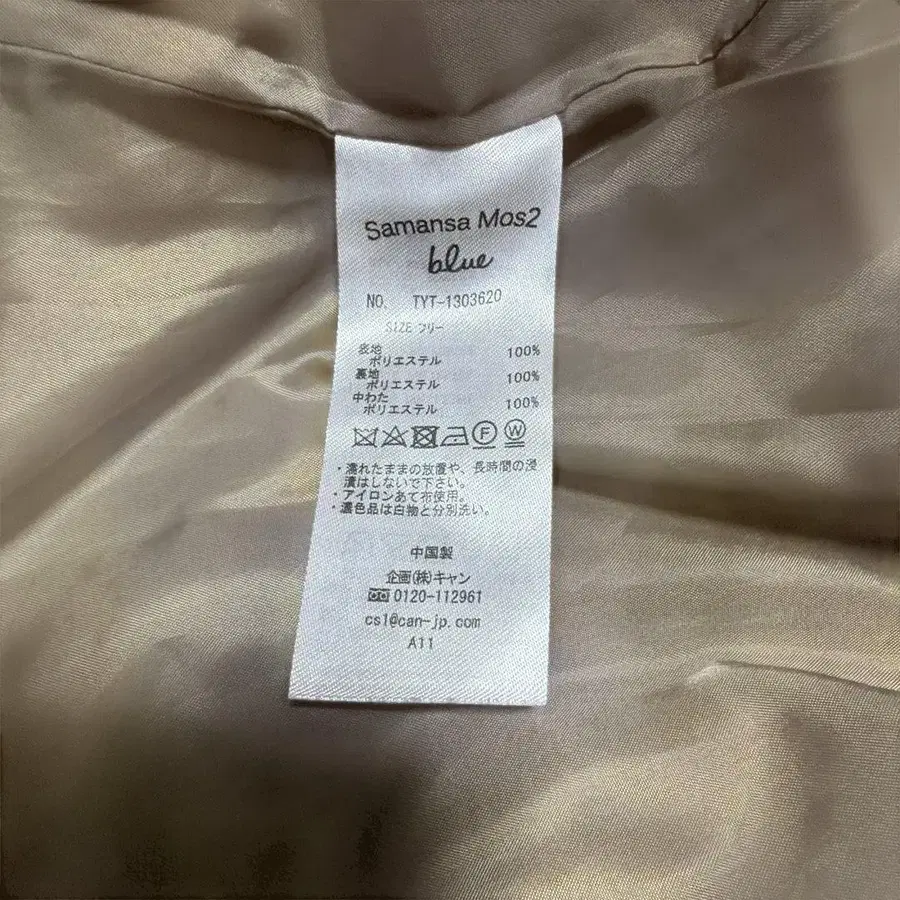 Samansa Mos2
blue
NO. TYT-1303620
SIZE フリー
表地
ポリエステル 100%
裏地
ポリエステル 100%
中わた
ポリエステル 100%
F W
・濡れたままの放置や、長時間の浸
漬はしないで下さい。
・アイロンあて布使用。
・濃色品は白物と分別洗い。
中国製
企画(株)キャン
0120-112961
cs1@can-jp.com
A11